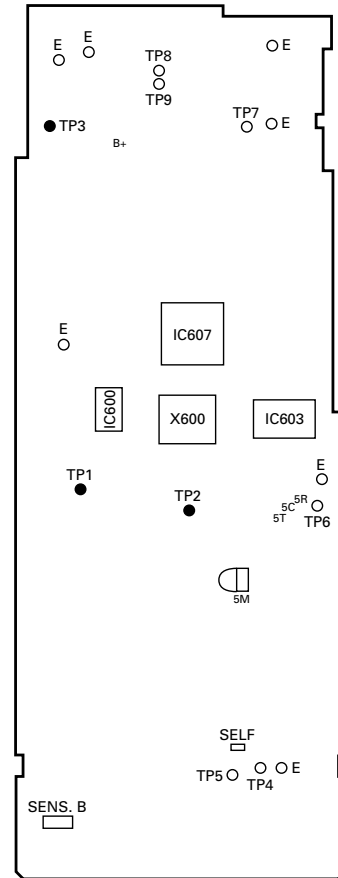 E
E
E
TP8
TP9
TP3
TP7
E
B+
E
IC607
IC600
X600
IC603
TP1
TP2
E
5R
5C
5T
TP6
5M
SELF
TP5
TP4
E
SENS. B